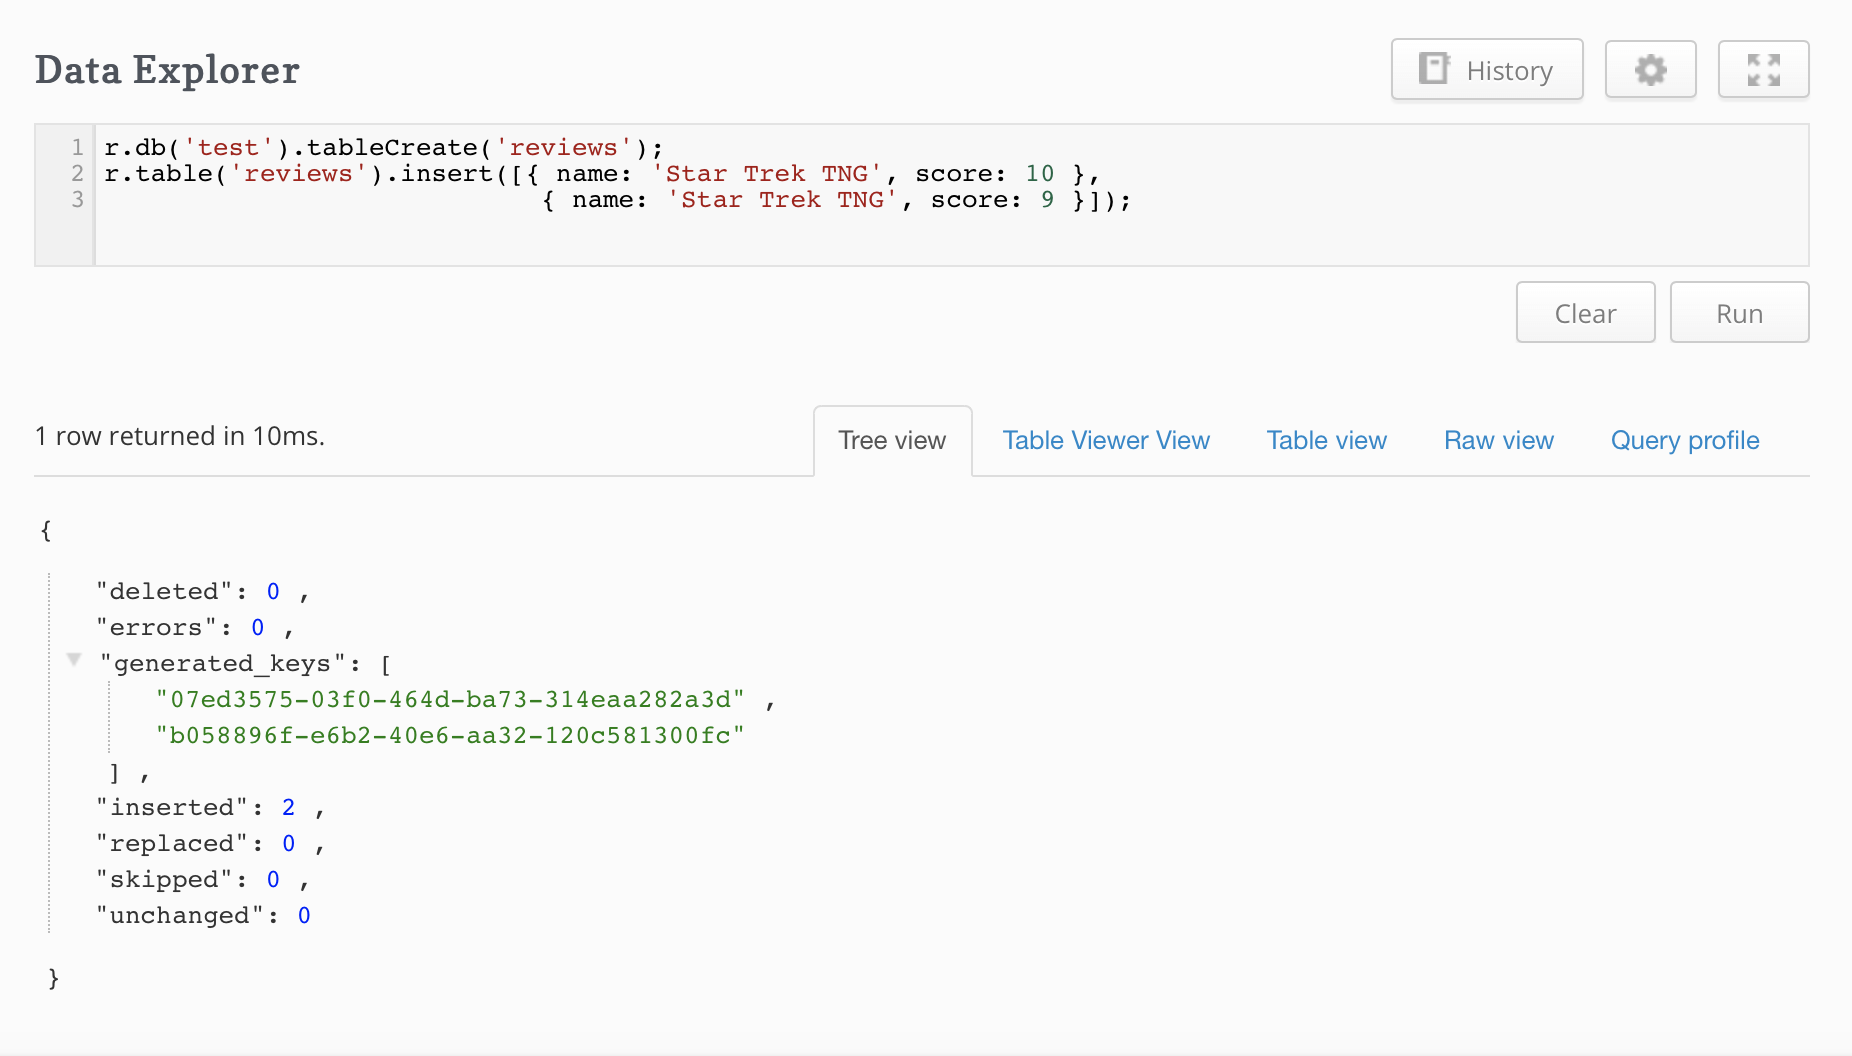 Data Explorer
History
1 r.db('test').tableCreate('reviews');
2 r.table('reviews').insert([{ name: 'Star Trek TNG', score: 10 },
3 { name: 'Star Trek TNG', score: 9 }]);
Clear Run
1 row returned in 10ms.
Tree view Table Viewer View Table view Raw view Query profile
{
"deleted": 0 ,
"errors": 0 ,
"generated_keys": [
"07ed3575-03f0-464d-ba73-314eaa282a3d" ,
"b058896f-e6b2-40e6-aa32-120c581300fc"
] ,
"inserted": 2 ,
"replaced": 0 ,
"skipped": 0 ,
"unchanged": 0
}